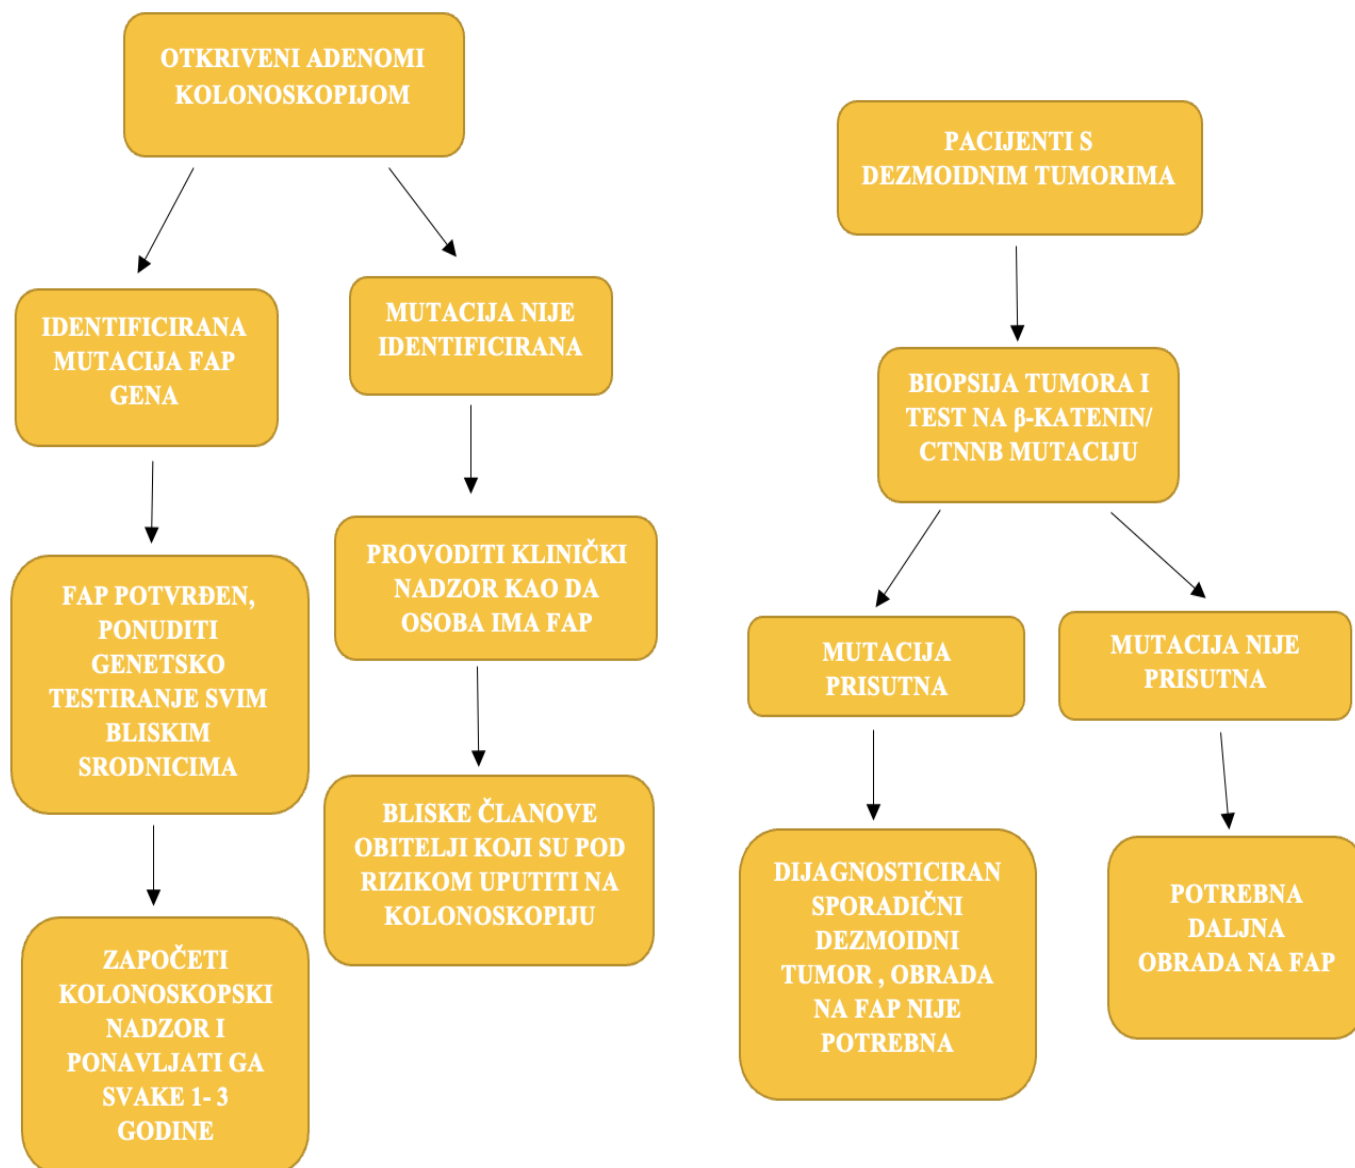 OTKRIVENI ADENOMI
KOLONOSKOPIJOM
IDENTIFICIRANA
MUTACIJA FAP
GENA
FAP POTVRĐEN,
PONUDITI
GENETSKO
TESTIRANJE SVIM
BLISKIM
SRODNICIMA
ZAPOČETI
KOLONOSKOPSKI
NADZOR I
PONAVLJATI GA
SVAKE 1- 3
GODINE
MUTACIJA NIJE
IDENTIFICIRANA
PROVODITI KLINIČKI
NADZOR KAO DA
OSOBA IMA FAP
BLISKE ČLANOVE
OBITELJI KOJI SU POD
RIZIKOM UPUTITI NA
KOLONOSKOPIJU
PACIJENTI S
DEZMOIDNIM TUMORIMA
BIOPSIJA TUMORA I
TEST NA β-KATENIN/
CTNNB MUTACIJU
MUTACIJA
PRISUTNA
DIJAGNOSTICIRAN
SPORADIČNI
DEZMOIDNI
TUMOR , OBRADA
NA FAP NIJE
POTREBNA
MUTACIJA NIJE
PRISUTNA
POTREBNA
DALJNA
OBRADA NA FAP